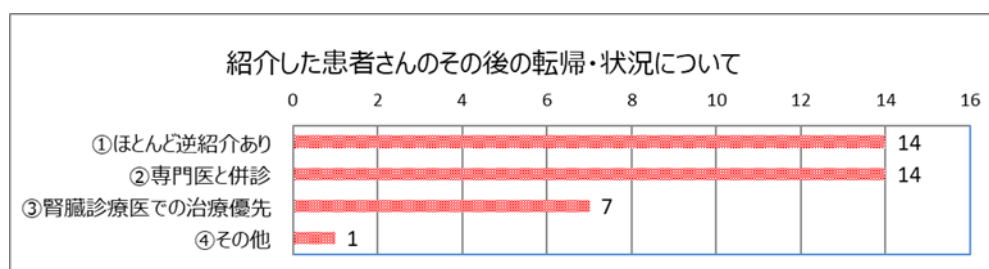 紹介した患者さんのその後の転帰・状況について
0 2 4 6 8 10 12 14 16
①ほとんど逆紹介あり 14
②専門医と併診 14
③腎臓診療医での治療優先 7
④その他 1